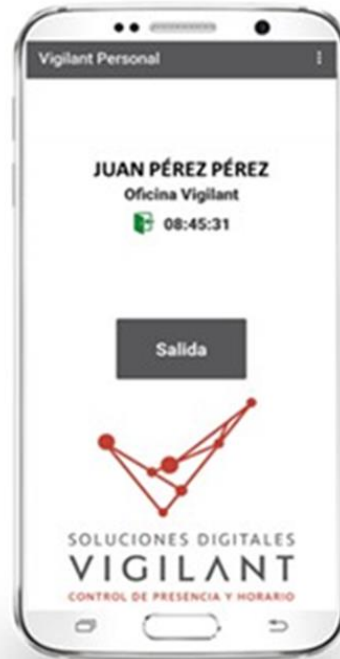 Vigilant Personal
JUAN PÉREZ PÉREZ
Oficina Vigilant
08:45:31
Salida
SOLUCIONES DIGITALES
VIGILANT
CONTROL DE PRESENCIA Y HORARIO